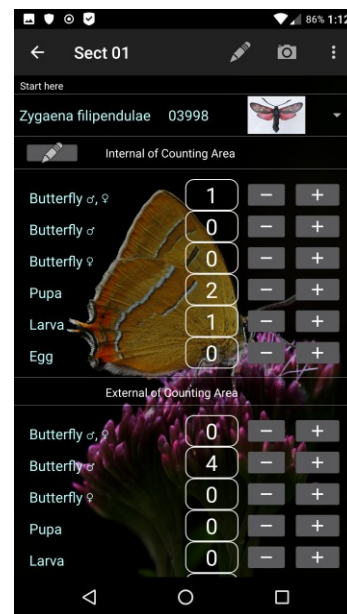 86% 1:12
Sect 01
Start here
Zygaena filipendulae 03998
Internal of Counting Area
Butterfly ♂, ♀ 1 − +
Butterfly ♂ 0 − +
Butterfly ♀ 0 − +
Pupa 2 − +
Larva 1 − +
Egg 0 − +
External of Counting Area
Butterfly ♂, ♀ 0 − +
Butterfly ♂ 4 − +
Butterfly ♀ 0 − +
Pupa 0 − +
Larva 0 − +